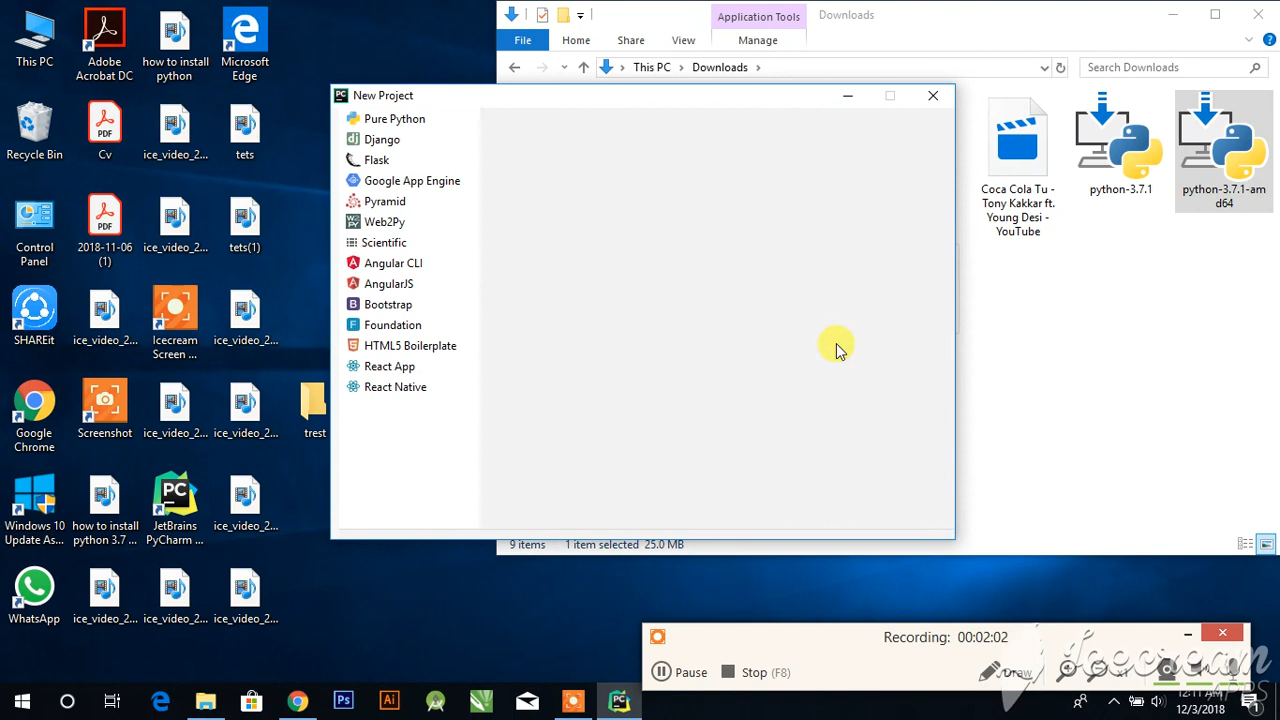 This PC
Adobe
Acrobat DC
how to install
python
Microsoft
Edge
Recycle Bin
Cv
ice_video_2...
tets
Control
Panel
2018-11-06
(1)
ice_video_2...
tets(1)
SHAREit
ice_video_2...
Icecream
Screen ...
ice_video_2...
Google
Chrome
Screenshot
ice_video_2...
ice_video_2...
trest
Windows 10
Update As...
how to install
python 3.7 ...
JetBrains
PyCharm ...
ice_video_2...
WhatsApp
ice_video_2...
ice_video_2...
ice_video_2...
Application Tools
Downloads
File
Home
Share
View
Manage
This PC
Downloads
Search Downloads
Coca Cola Tu -
Tony Kakkar ft.
Young Desi -
YouTube
python-3.7.1
python-3.7.1-am
d64
9 items
1 item selected 25.0 MB
New Project
Pure Python
Django
Flask
Google App Engine
Pyramid
Web2Py
Scientific
Angular CLI
AngularJS
Bootstrap
Foundation
HTML5 Boilerplate
React App
React Native
Recording: 00:02:02
Pause
Stop (F8)
Draw
x1
Icecream
APPS
12:11 AM
12/3/2018